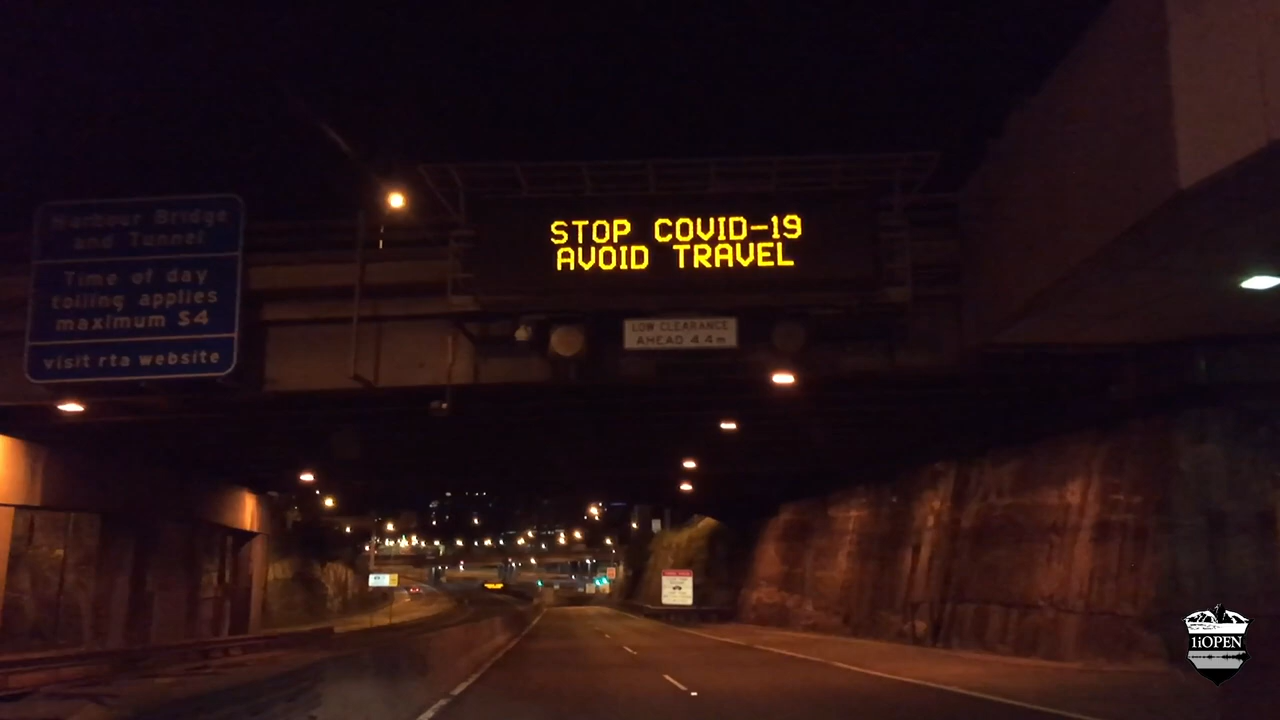 Harbour Bridge
and Tunnel
Time of day
tolling applies
maximum $4
visit rta website
STOP COVID-19
AVOID TRAVEL
LOW CLEARANCE
AHEAD 4.4m
1iOPEN